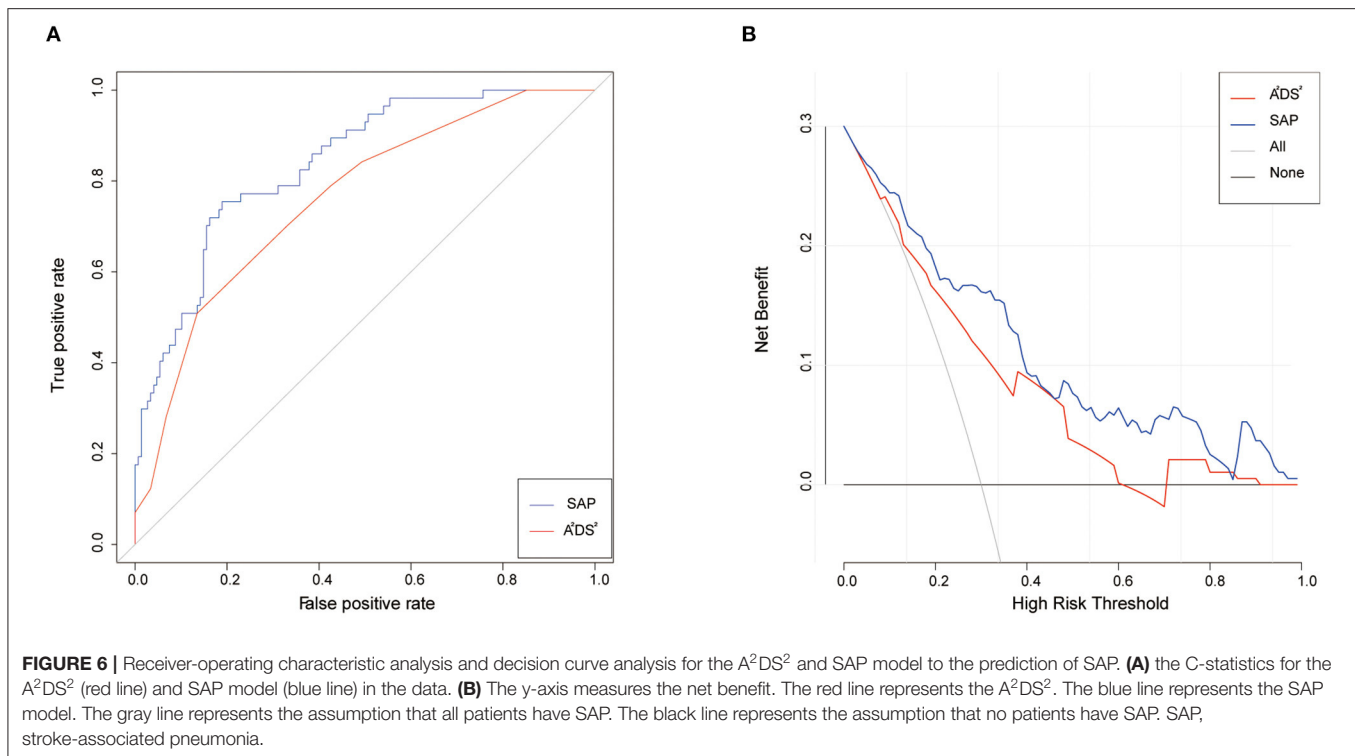 A
B
1.0
0.8
0.6
0.4
0.2
0.0
True positive rate
0.0 0.2 0.4 0.6 0.8 1.0
False positive rate
SAP
A²DS²
0.3
0.2
0.1
0.0
Net Benefit
0.0 0.2 0.4 0.6 0.8 1.0
High Risk Threshold
A²DS²
SAP
All
None
FIGURE 6 | Receiver-operating characteristic analysis and decision curve analysis for the A²DS² and SAP model to the prediction of SAP. (A) the C-statistics for the
A²DS² (red line) and SAP model (blue line) in the data. (B) The y-axis measures the net benefit. The red line represents the A²DS². The blue line represents the SAP
model. The gray line represents the assumption that all patients have SAP. The black line represents the assumption that no patients have SAP. SAP,
stroke-associated pneumonia.